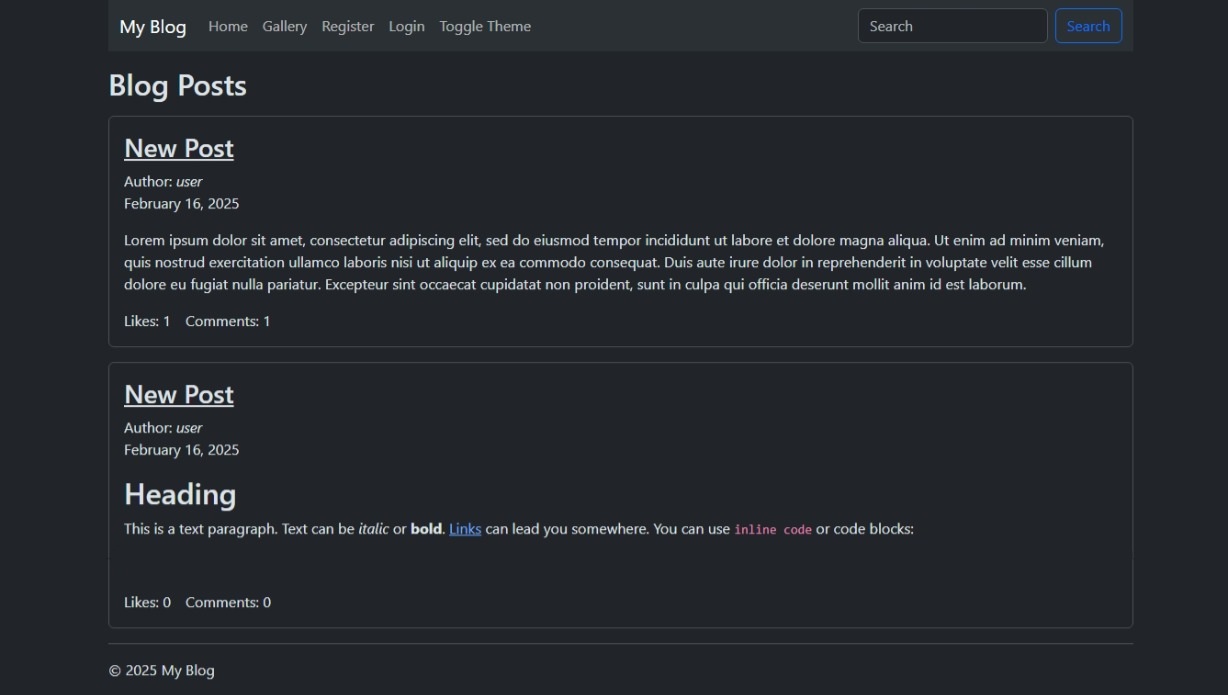 My Blog Home Gallery Register Login Toggle Theme Search Search
Blog Posts
New Post
Author: user
February 16, 2025
Lorem ipsum dolor sit amet, consectetur adipiscing elit, sed do eiusmod tempor incididunt ut labore et dolore magna aliqua. Ut enim ad minim veniam,
quis nostrud exercitation ullamco laboris nisi ut aliquip ex ea commodo consequat. Duis aute irure dolor in reprehenderit in voluptate velit esse cillum
dolore eu fugiat nulla pariatur. Excepteur sint occaecat cupidatat non proident, sunt in culpa qui officia deserunt mollit anim id est laborum.
Likes: 1 Comments: 1
New Post
Author: user
February 16, 2025
Heading
This is a text paragraph. Text can be italic or bold. Links can lead you somewhere. You can use inline code or code blocks:
Likes: 0 Comments: 0
© 2025 My Blog